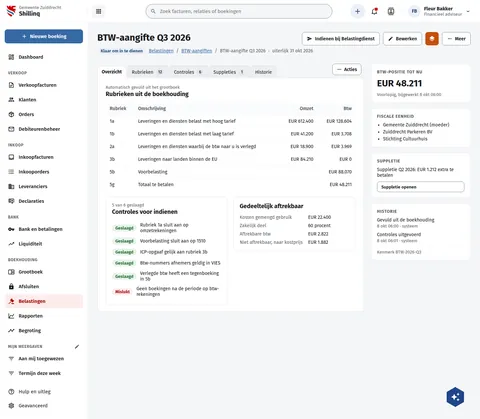 Gemeente Zuiddrecht
Shillinq
Zoek facturen, relaties of boekingen
FB
Fleur Bakker
Financieel adviseur
+ Nieuwe boeking
Dashboard
VERKOOP
Verkoopfacturen
Klanten
Orders
Debiteurenbeheer
INKOOP
Inkoopfacturen
Inkooporders
Leveranciers
Declaraties
BANK
Bank en betalingen
Liquiditeit
BOEKHOUDING
Grootboek
Afsluiten
Belastingen
Rapporten
Begroting
MIJN WEERGAVEN
Aan mij toegewezen
Termijn deze week
Hulp en uitleg
Geavanceerd
BTW-aangifte Q3 2026
Klaar om in te dienen Belastingen / BTW-aangiften / BTW-aangifte Q3 2026 · uiterlijk 31 okt 2026
Indienen bij Belastingdienst
Bewerken
Meer
Overzicht Rubrieken 12 Controles 6 Suppleties 1 Historie
Acties
Automatisch gevuld uit het grootboek
Rubrieken uit de boekhouding
Rubriek Omschrijving Omzet btw
1a Leveringen en diensten belast met hoog tarief EUR 612.400 EUR 128.604
1b Leveringen en diensten belast met laag tarief EUR 41.200 EUR 3.708
2a Leveringen en diensten waarbij de btw naar u is verlegd EUR 18.900 EUR 3.969
3b Leveringen naar landen binnen de EU EUR 84.210 EUR 0
5b Voorbelasting EUR 88.070
5g Totaal te betalen EUR 48.211
5 van 6 geslaagd
Controles voor indienen
Geslaagd Rubriek 1a sluit aan op omzetrekeningen
Geslaagd Voorbelasting sluit aan op 1510
Geslaagd ICP-opgaaf gelijk aan rubriek 3b
Geslaagd Btw-nummers afnemers geldig in VIES
Geslaagd Verlegde btw heeft een tegenboeking in 5b
Mislukt Geen boekingen na de periode op btw-rekeningen
Gedeeltelijk aftrekbaar
Kosten gemengd gebruik EUR 22.400
Zakelijk deel 60 procent
Aftrekbare btw EUR 2.822
Niet aftrekbaar, naar kostprijs EUR 1.882
BTW-POSITIE TOT NU
EUR 48.211
Voorlopig, bijgewerkt 8 okt 06:00
FISCALE EENHEID
Gemeente Zuiddrecht (moeder)
Zuiddrecht Parkeren BV
Stichting Cultuurhuis
SUPPLETIE
Suppletie Q2 2026: EUR 1.212 extra te betalen
Suppletie openen
HISTORIE
Gevuld uit de boekhouding
8 okt 06:00 · systeem
Controles uitgevoerd
8 okt 06:01 · systeem
Kenmerk BTW-2026-Q3